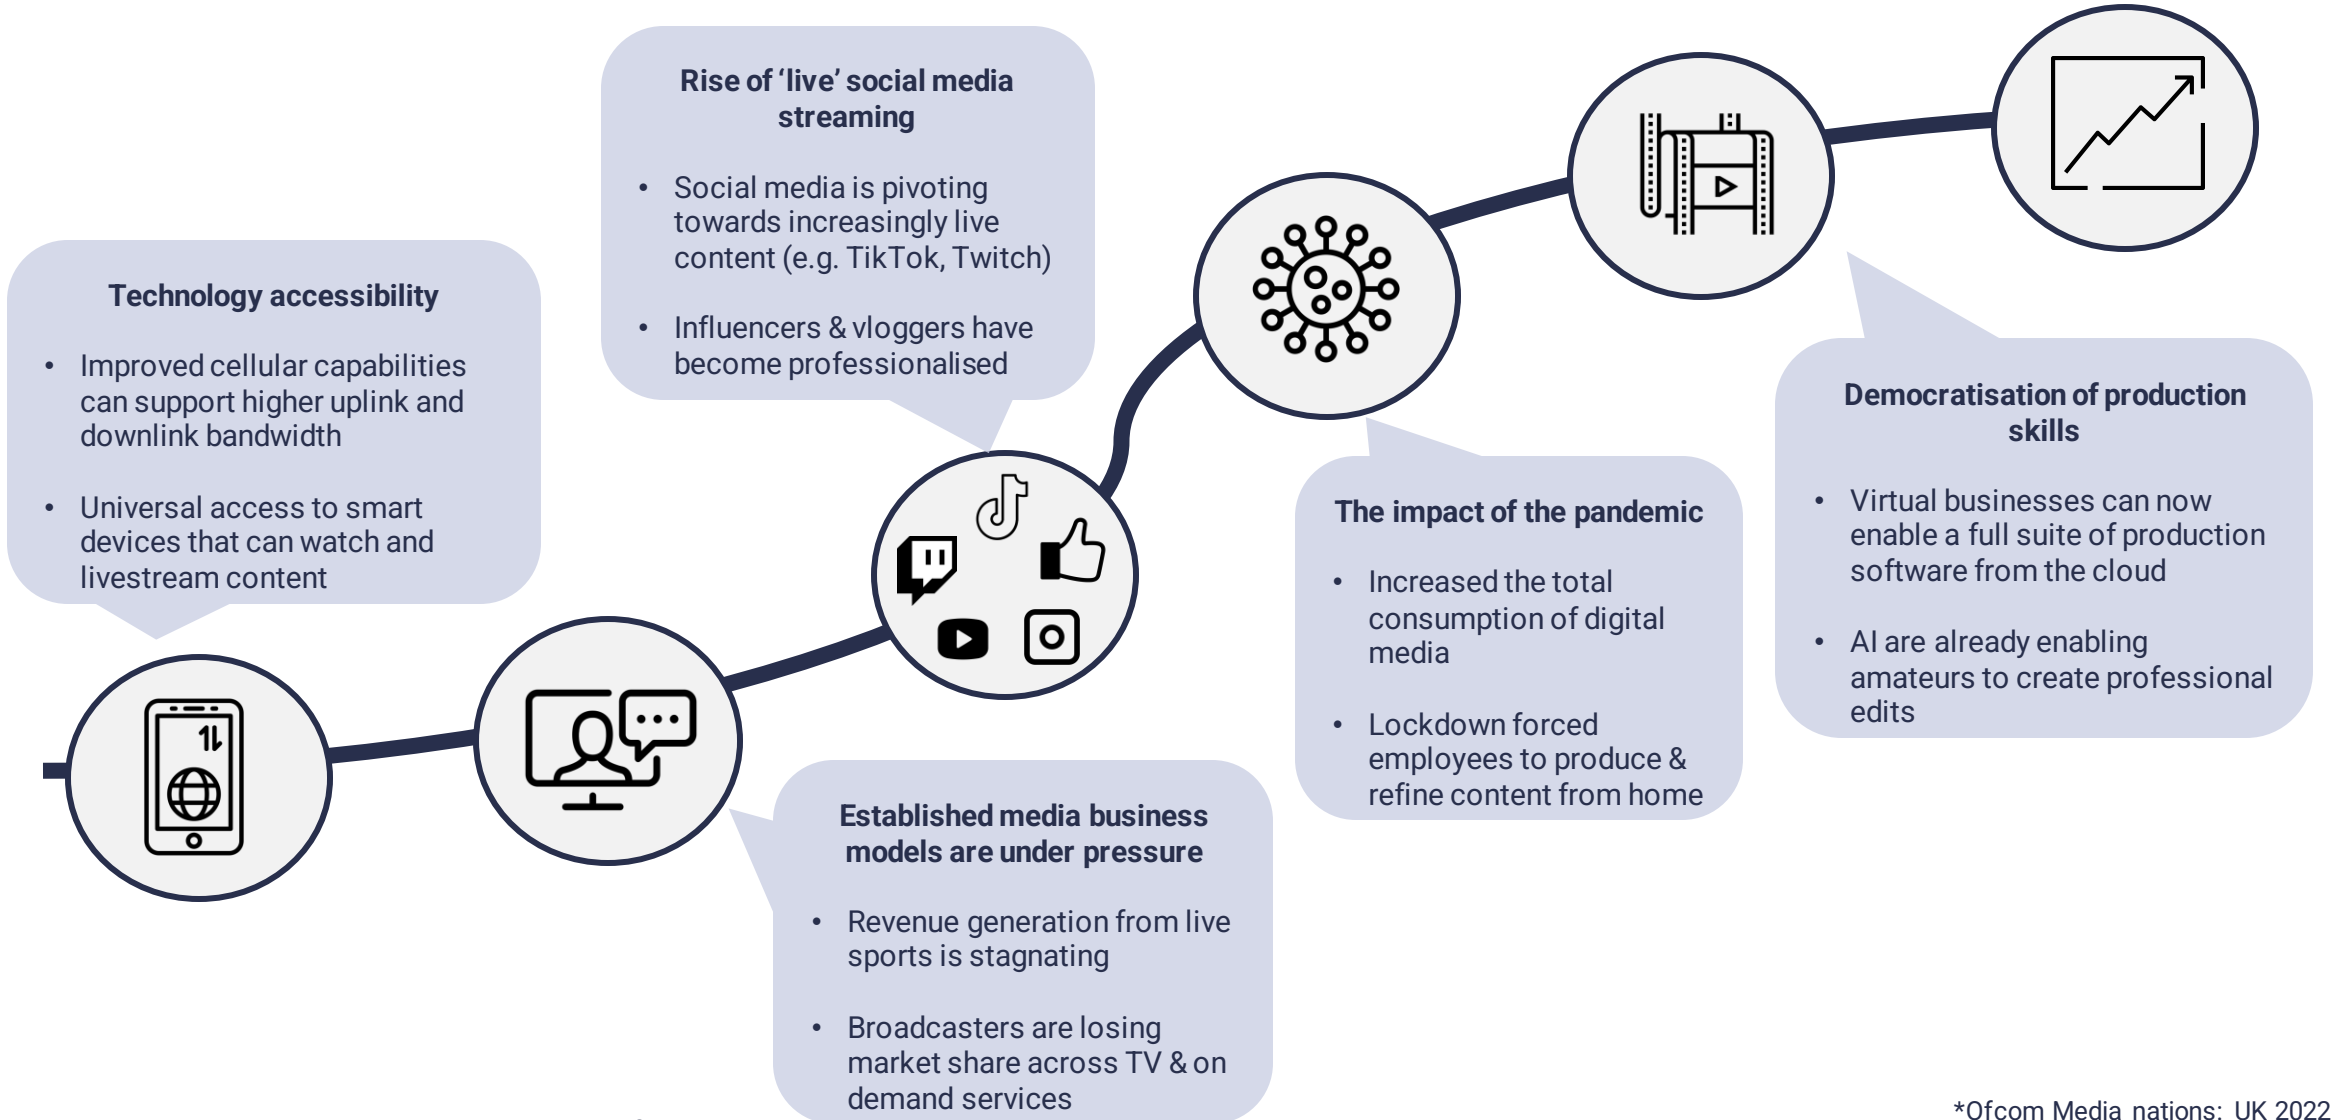 Rise of ‘live’ social media
streaming
• Social media is pivoting
towards increasingly live
content (e.g. TikTok, Twitch)
• Influencers & vloggers have
become professionalised
Technology accessibility
• Improved cellular capabilities
can support higher uplink and
downlink bandwidth
• Universal access to smart
devices that can watch and
livestream content
Established media business
models are under pressure
• Revenue generation from live
sports is stagnating
• Broadcasters are losing
market share across TV & on
demand services
The impact of the pandemic
• Increased the total
consumption of digital
media
• Lockdown forced
employees to produce &
refine content from home
Democratisation of production
skills
• Virtual businesses can now
enable a full suite of production
software from the cloud
• AI are already enabling
amateurs to create professional
edits
*Ofcom Media nations: UK 2022